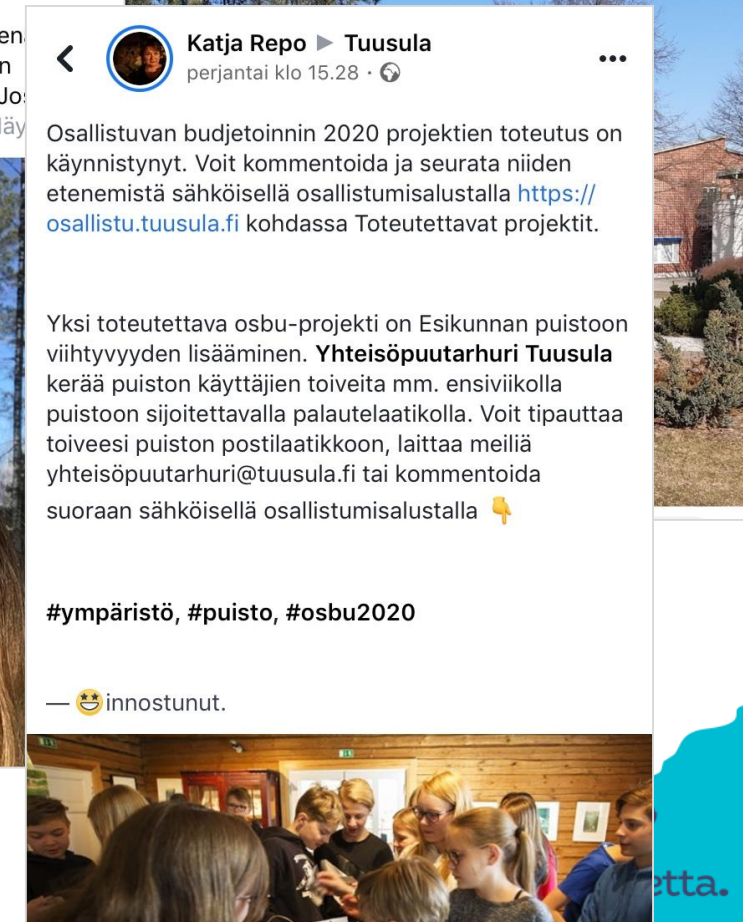 Katja Repo ▶ Tuusula
perjantai klo 15.28 ·
Osallistuvan budjetoinnin 2020 projektien toteutus on
käynnistynyt. Voit kommentoida ja seurata niiden
etenemistä sähköisellä osallistumisalustalla https://
osallistu.tuusula.fi kohdassa Toteutettavat projektit.
Yksi toteutettava osbu-projekti on Esikunnan puistoon
viihtyvyyden lisääminen. Yhteisöpuutarhuri Tuusula
kerää puiston käyttäjien toiveita mm. ensiviikolla
puistoon sijoitettavalla palautelaatikolla. Voit tipauttaa
toiveesi puiston postilaatikkoon, laittaa meiliä
yhteisöpuutarhuri@tuusula.fi tai kommentoida
suoraan sähköisellä osallistumisalustalla 👇
#ympäristö, #puisto, #osbu2020
— 🤩 innostunut.